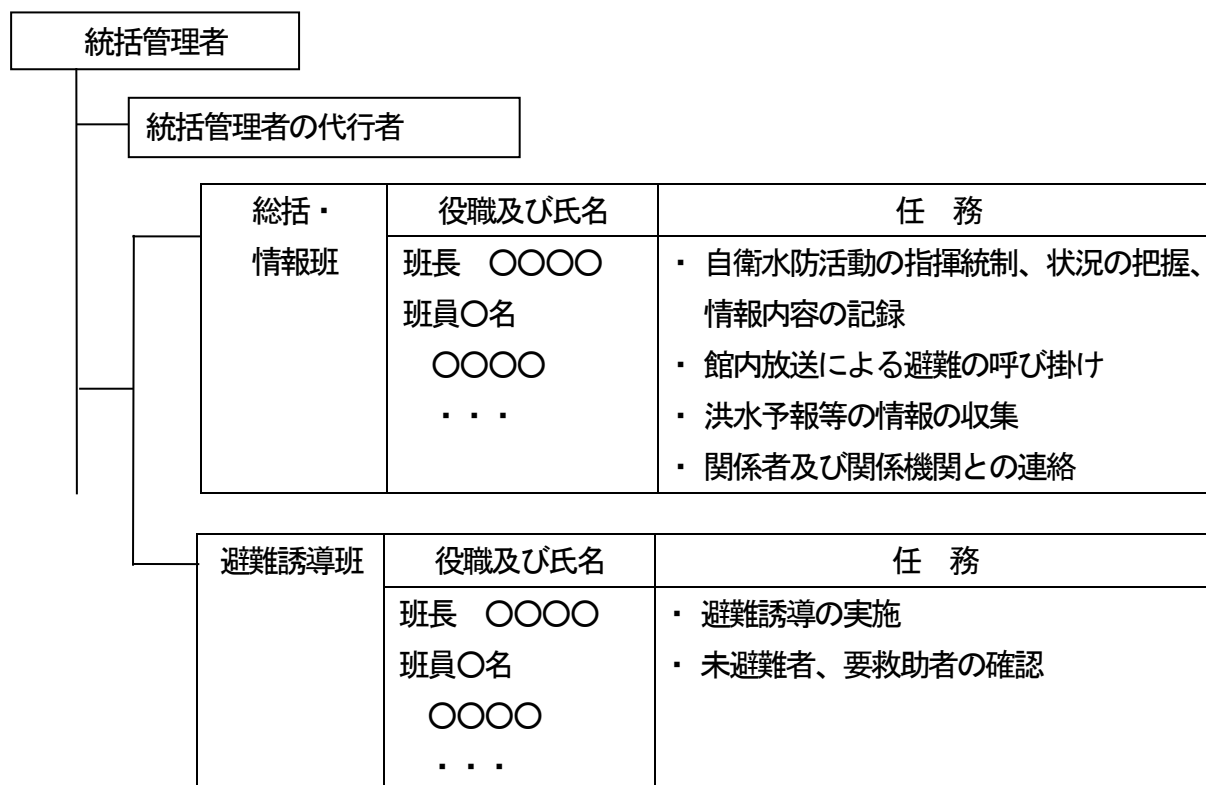 統括管理者
統括管理者の代行者
総括・
情報班
役職及び氏名
任 務
班長 〇〇〇〇
班員〇名
〇〇〇〇
・・・
・ 自衛水防活動の指揮統制、状況の把握、
情報内容の記録
・ 館内放送による避難の呼び掛け
・ 洪水予報等の情報の収集
・ 関係者及び関係機関との連絡
避難誘導班
役職及び氏名
任 務
班長 〇〇〇〇
班員〇名
〇〇〇〇
・・・
・ 避難誘導の実施
・ 未避難者、要救助者の確認